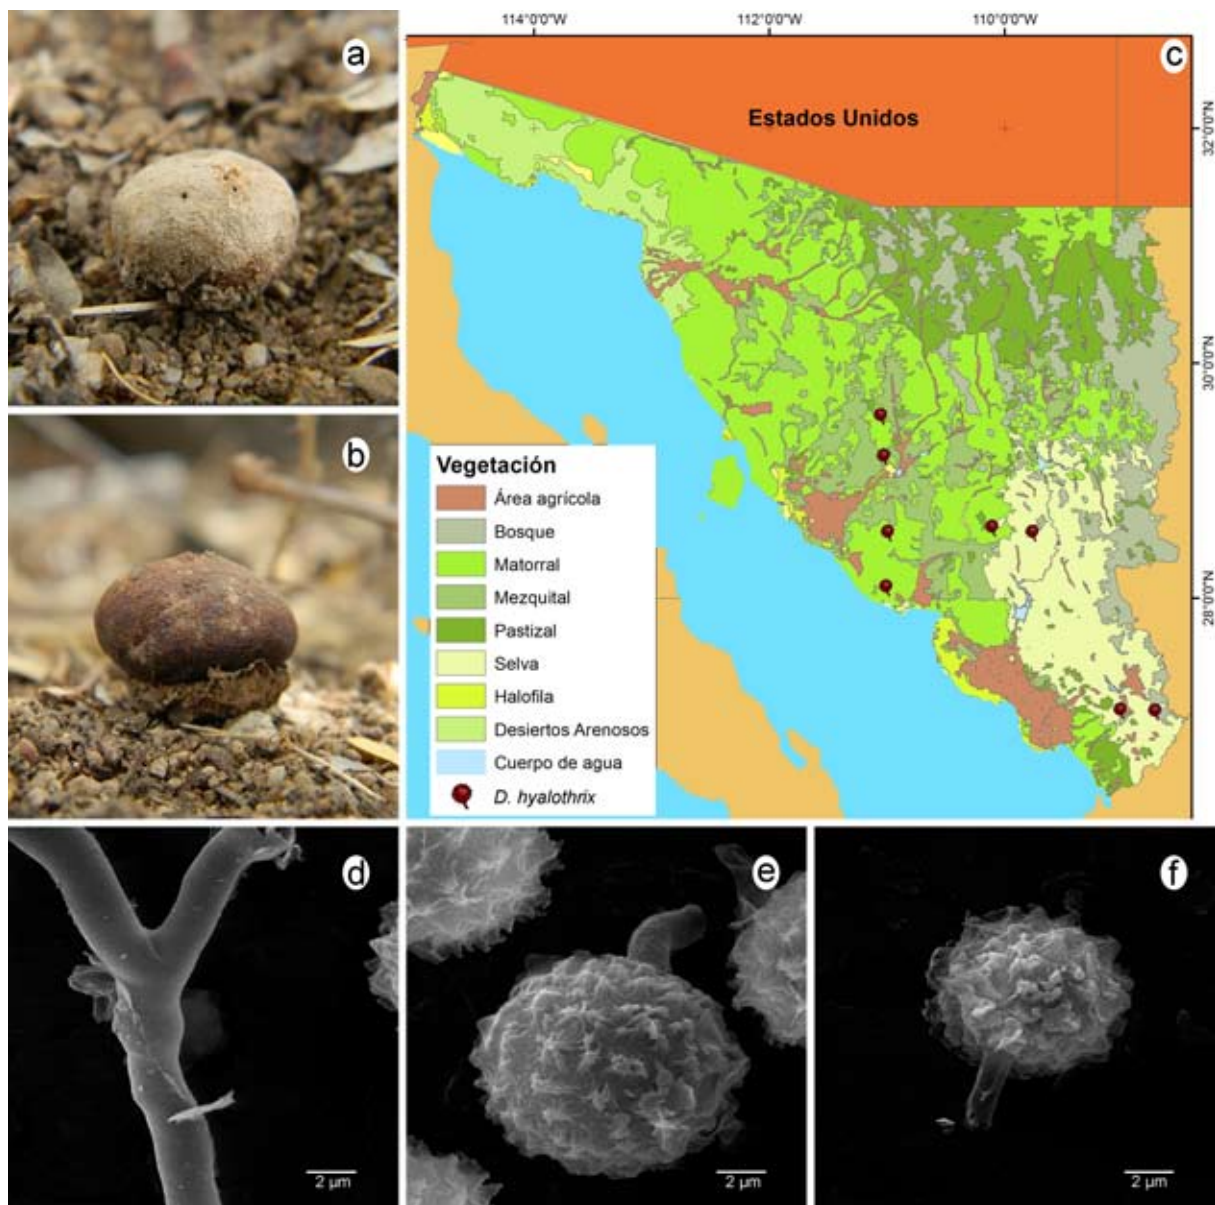 a
b
114°0'0"W 112°0'0"W 110°0'0"W
c
Estados Unidos
32°0'0"N
30°0'0"N
28°0'0"N
Vegetación
Área agrícola
Bosque
Matorral
Mezquital
Pastizal
Selva
Halofila
Desiertos Arenosos
Cuerpo de agua
D. hyalothrix
d
2 µm
e
2 µm
f
2 µm